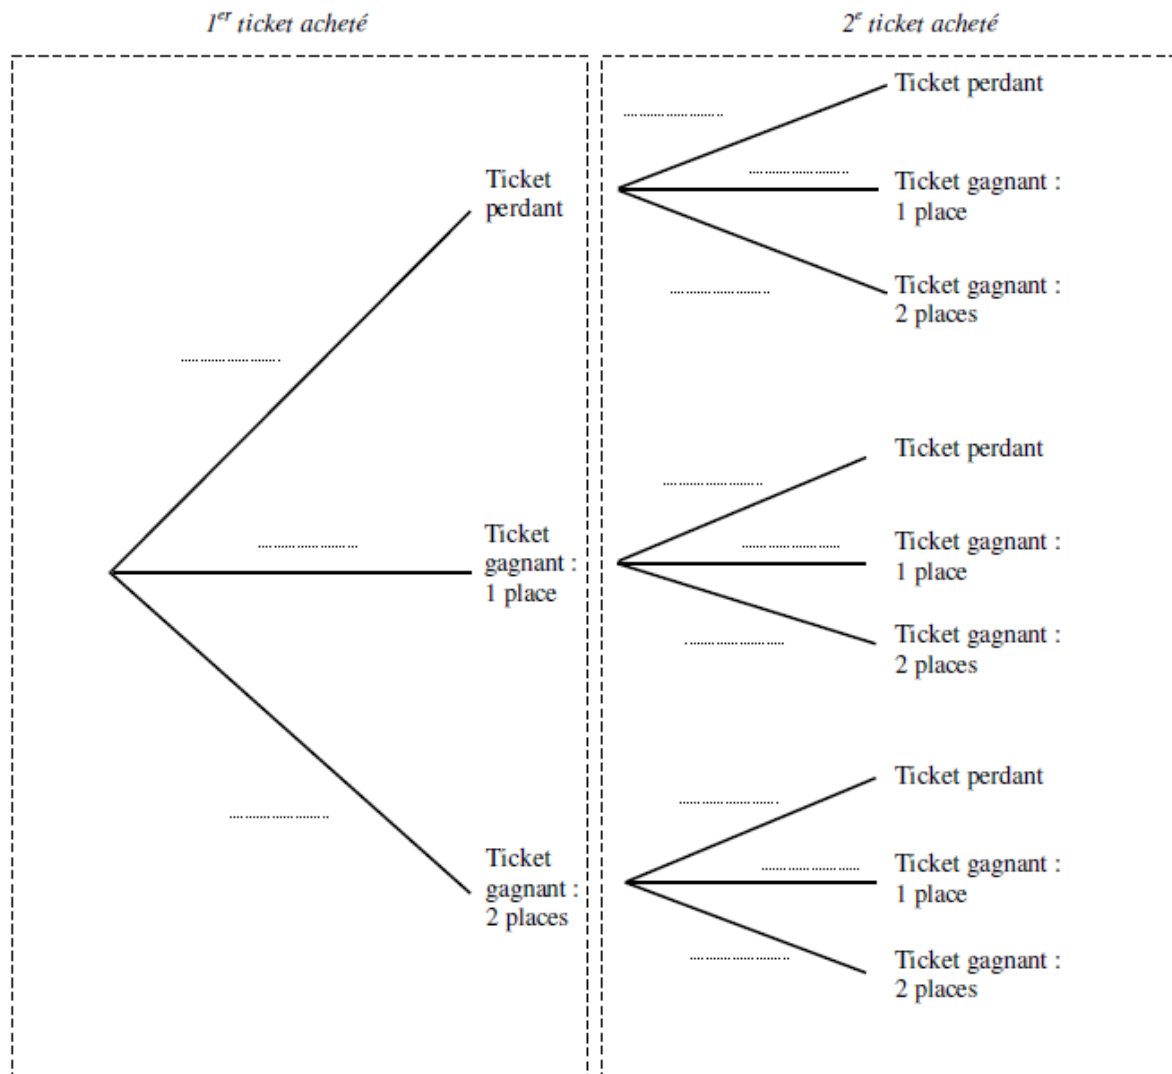 1er ticket acheté
2e ticket acheté
Ticket
perdant
Ticket perdant
Ticket gagnant :
1 place
Ticket gagnant :
2 places
Ticket
gagnant :
1 place
Ticket perdant
Ticket gagnant :
1 place
Ticket gagnant :
2 places
Ticket
gagnant :
2 places
Ticket perdant
Ticket gagnant :
1 place
Ticket gagnant :
2 places